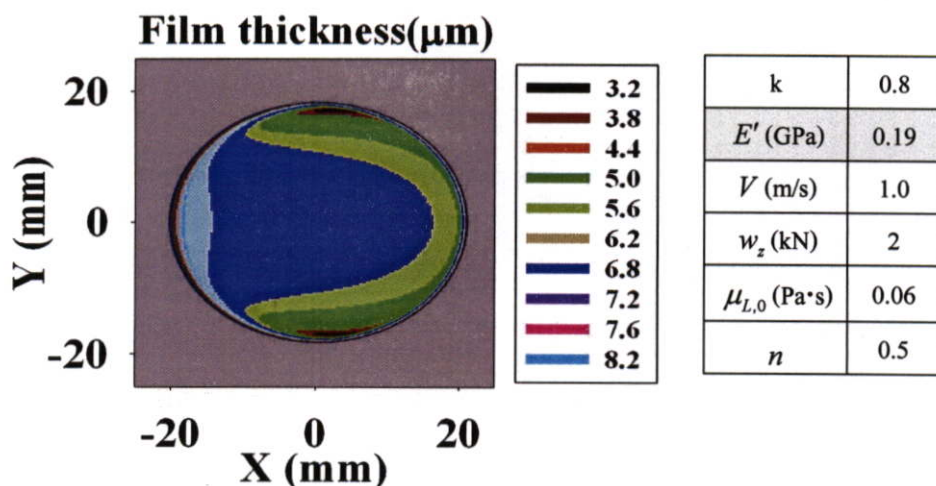 Film thickness(μm)
20
0
-20
Y (mm)
-20 0 20
X (mm)
3.2
3.8
4.4
5.0
5.6
6.2
6.8
7.2
7.6
8.2
k 0.8
E′ (GPa) 0.19
V (m/s) 1.0
w_z (kN) 2
μ_L,0 (Pa•s) 0.06
n 0.5